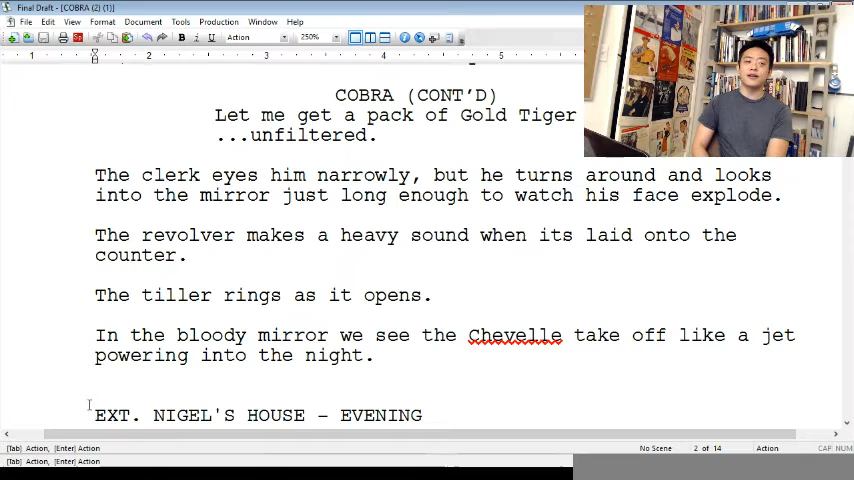 Final Draft - [COBRA (2) (1)]
File Edit View Format Document Tools Production Window Help
B I U Action 250%
1 2 3 4 5
COBRA (CONT'D)
Let me get a pack of Gold Tiger
...unfiltered.
The clerk eyes him narrowly, but he turns around and looks
into the mirror just long enough to watch his face explode.
The revolver makes a heavy sound when its laid onto the
counter.
The tiller rings as it opens.
In the bloody mirror we see the Chevelle take off like a jet
powering into the night.
EXT. NIGEL'S HOUSE – EVENING
[Tab] Action, [Enter] Action No Scene 2 of 14 Action CAP NUM
[Tab] Action, [Enter] Action